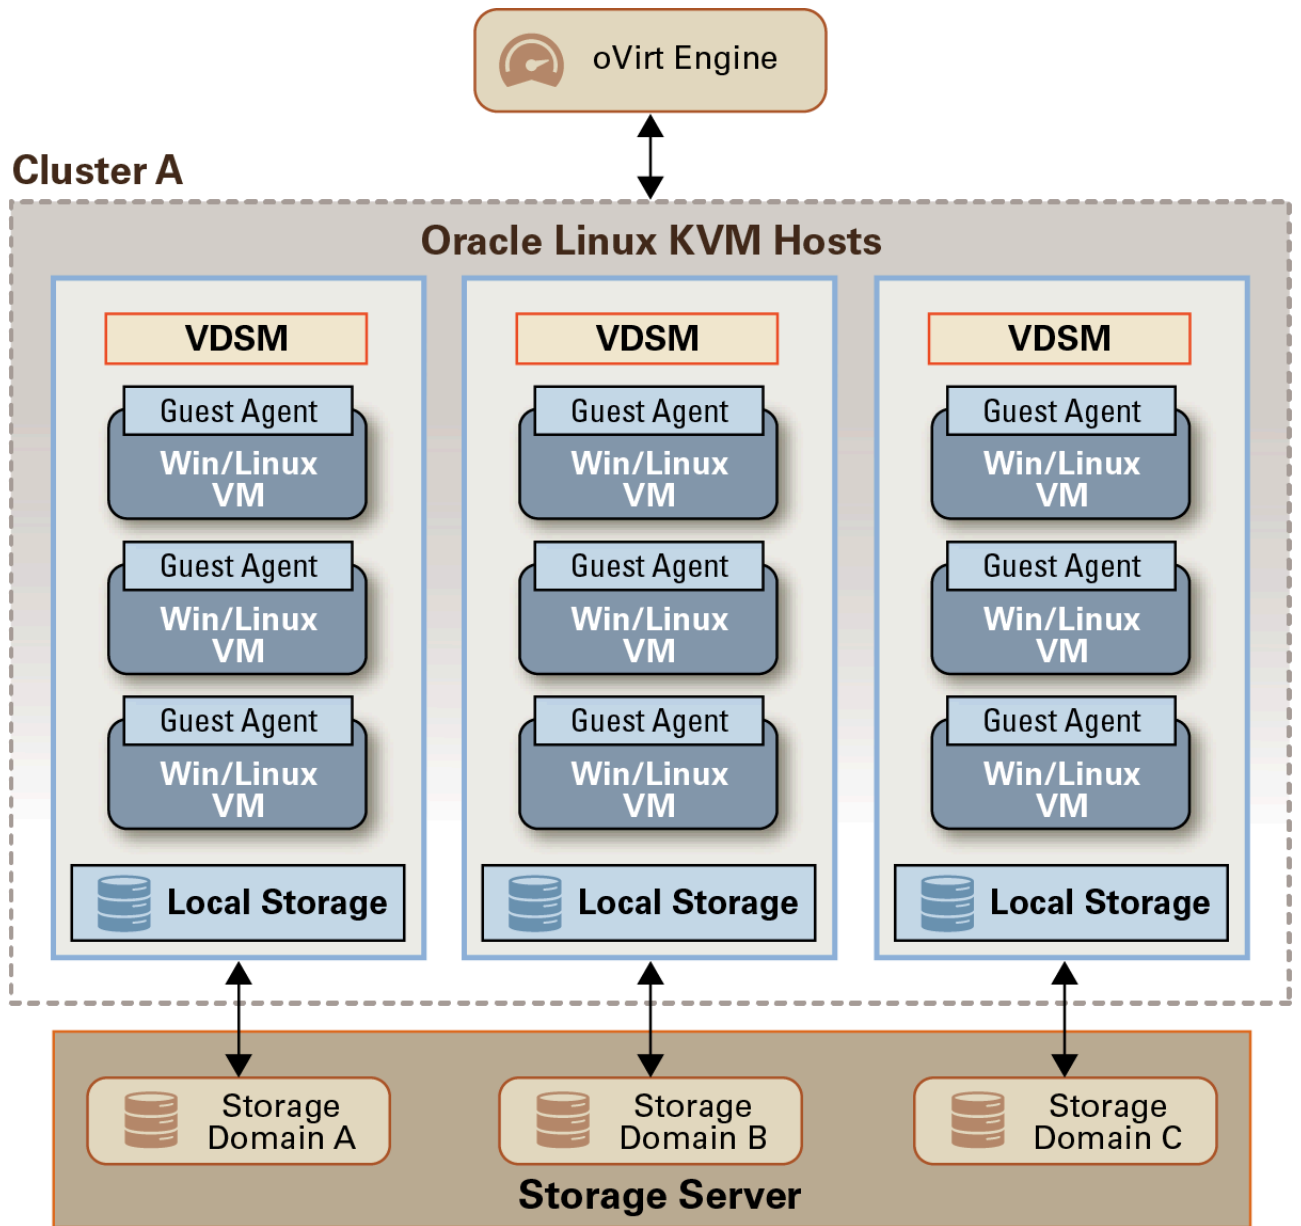 oVirt Engine
Cluster A
Oracle Linux KVM Hosts
VDSM
Guest Agent
Win/Linux
VM
Guest Agent
Win/Linux
VM
Guest Agent
Win/Linux
VM
Local Storage
VDSM
Guest Agent
Win/Linux
VM
Guest Agent
Win/Linux
VM
Guest Agent
Win/Linux
VM
Local Storage
VDSM
Guest Agent
Win/Linux
VM
Guest Agent
Win/Linux
VM
Guest Agent
Win/Linux
VM
Local Storage
Storage
Domain A
Storage
Domain B
Storage
Domain C
Storage Server